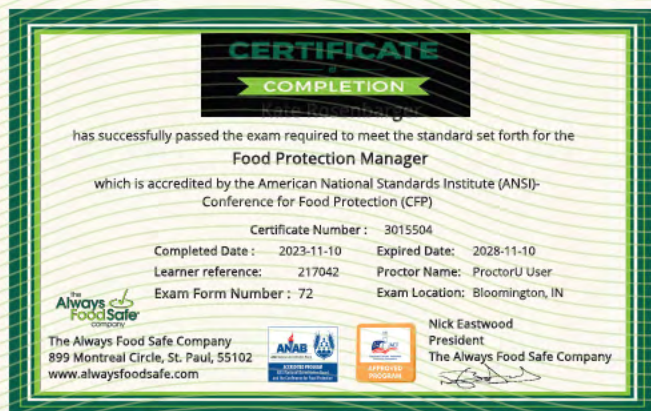 CERTIFICATE
of
COMPLETION
Kate Rosenbarger
has successfully passed the exam required to meet the standard set forth for the
Food Protection Manager
which is accredited by the American National Standards Institute (ANSI)-
Conference for Food Protection (CFP)
Certificate Number : 3015504
Completed Date : 2023-11-10 Expired Date: 2028-11-10
Learner reference: 217042 Proctor Name: ProctorU User
Exam Form Number : 72 Exam Location: Bloomington, IN
the
Always
Food Safe
company
The Always Food Safe Company
899 Montreal Circle, St. Paul, 55102
www.alwaysfoodsafe.com
ANAB
ACCREDITED PROGRAM
APPROVED
PROGRAM
Nick Eastwood
President
The Always Food Safe Company